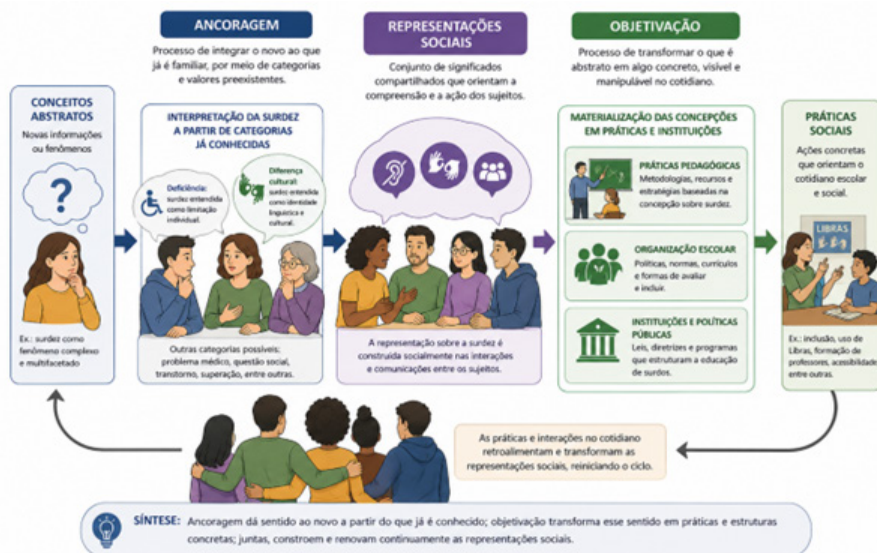 ANCORAGEM
Processo de integrar o novo ao que
já é familiar, por meio de categorias
e valores preexistentes.
REPRESENTAÇÕES
SOCIAIS
Conjunto de significados
compartilhados que orientam a
compreensão e a ação dos sujeitos.
OBJETIVAÇÃO
Processo de transformar o que é
abstrato em algo concreto, visível e
manipulável no cotidiano.
CONCEITOS
ABSTRATOS
Novas informações
ou fenômenos
?
Ex.: surdez como
fenômeno complexo e
multifacetado
INTERPRETAÇÃO DA SURDEZ
A PARTIR DE CATEGORIAS
JÁ CONHECIDAS
Deficiência:
surdez entendida
como limitação
individual.
Diferença
cultural:
surdez entendida
como identidade
linguística e
cultural.
Outras categorias possíveis:
problema médico, questão social,
transtorno, superação, entre outras.
A representação sobre a surdez é
construída socialmente nas interações
e comunicações entre os sujeitos.
MATERIALIZAÇÃO DAS CONCEPÇÕES
EM PRÁTICAS E INSTITUIÇÕES
PRÁTICAS PEDAGÓGICAS
Metodologias, recursos e
estratégias baseadas na
concepção sobre surdez.
ORGANIZAÇÃO ESCOLAR
Políticas, normas, currículos
e formas de avaliar
e incluir.
INSTITUIÇÕES E POLÍTICAS
PÚBLICAS
Leis, diretrizes e programas
que estruturam a educação
de surdos.
PRÁTICAS
SOCIAIS
Ações concretas
que orientam o
cotidiano escolar
e social.
LIBRAS
Ex.: inclusão, uso de
Libras, formação de
professores, acessibilidade
entre outras.
As práticas e interações no cotidiano
retroalimentam e transformam as
representações sociais, reiniciando o ciclo.
SÍNTESE: Ancoragem dá sentido ao novo a partir do que já é conhecido; objetivação transforma esse sentido em práticas e estruturas
concretas; juntas, constroem e renovam continuamente as representações sociais.